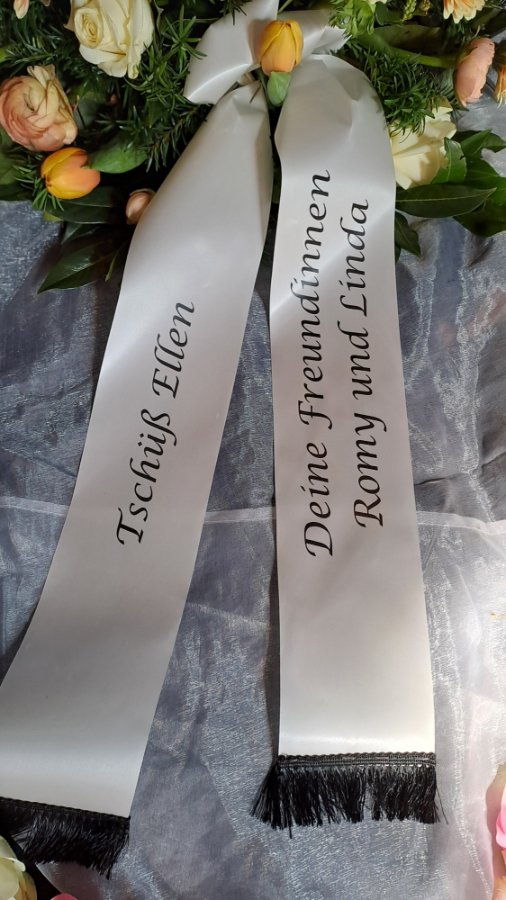 Tschüß Ellen
Deine Freundinnen
Romy und Linda